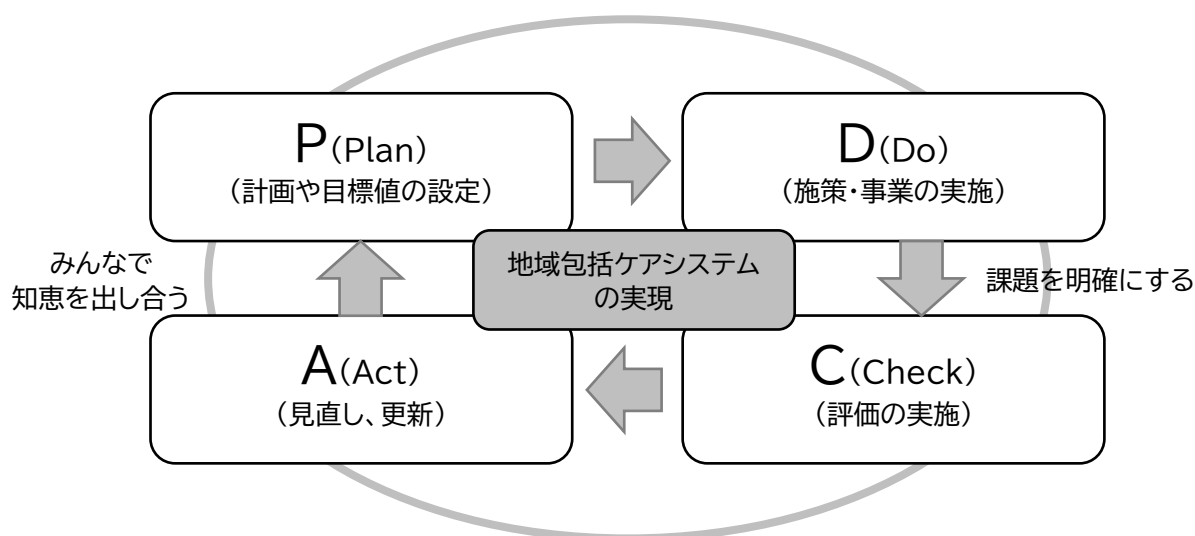 P(Plan)
（計画や目標値の設定）
D(Do)
（施策・事業の実施）
みんなで
知恵を出し合う
地域包括ケアシステム
の実現
課題を明確にする
A(Act)
（見直し、更新）
C(Check)
（評価の実施）